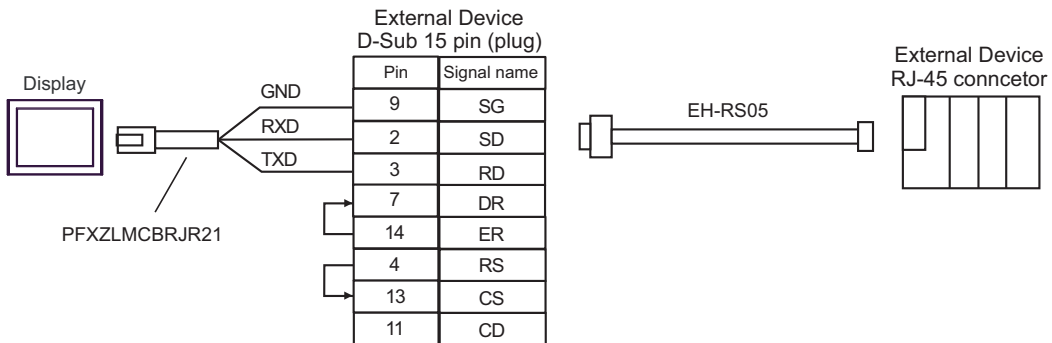 External Device
D-Sub 15 pin (plug)
Pin Signal name
9 SG
2 SD
3 RD
7 DR
14 ER
4 RS
13 CS
11 CD
Display
GND
RXD
TXD
PFXZLMCBRJR21
EH-RS05
External Device
RJ-45 conncetor